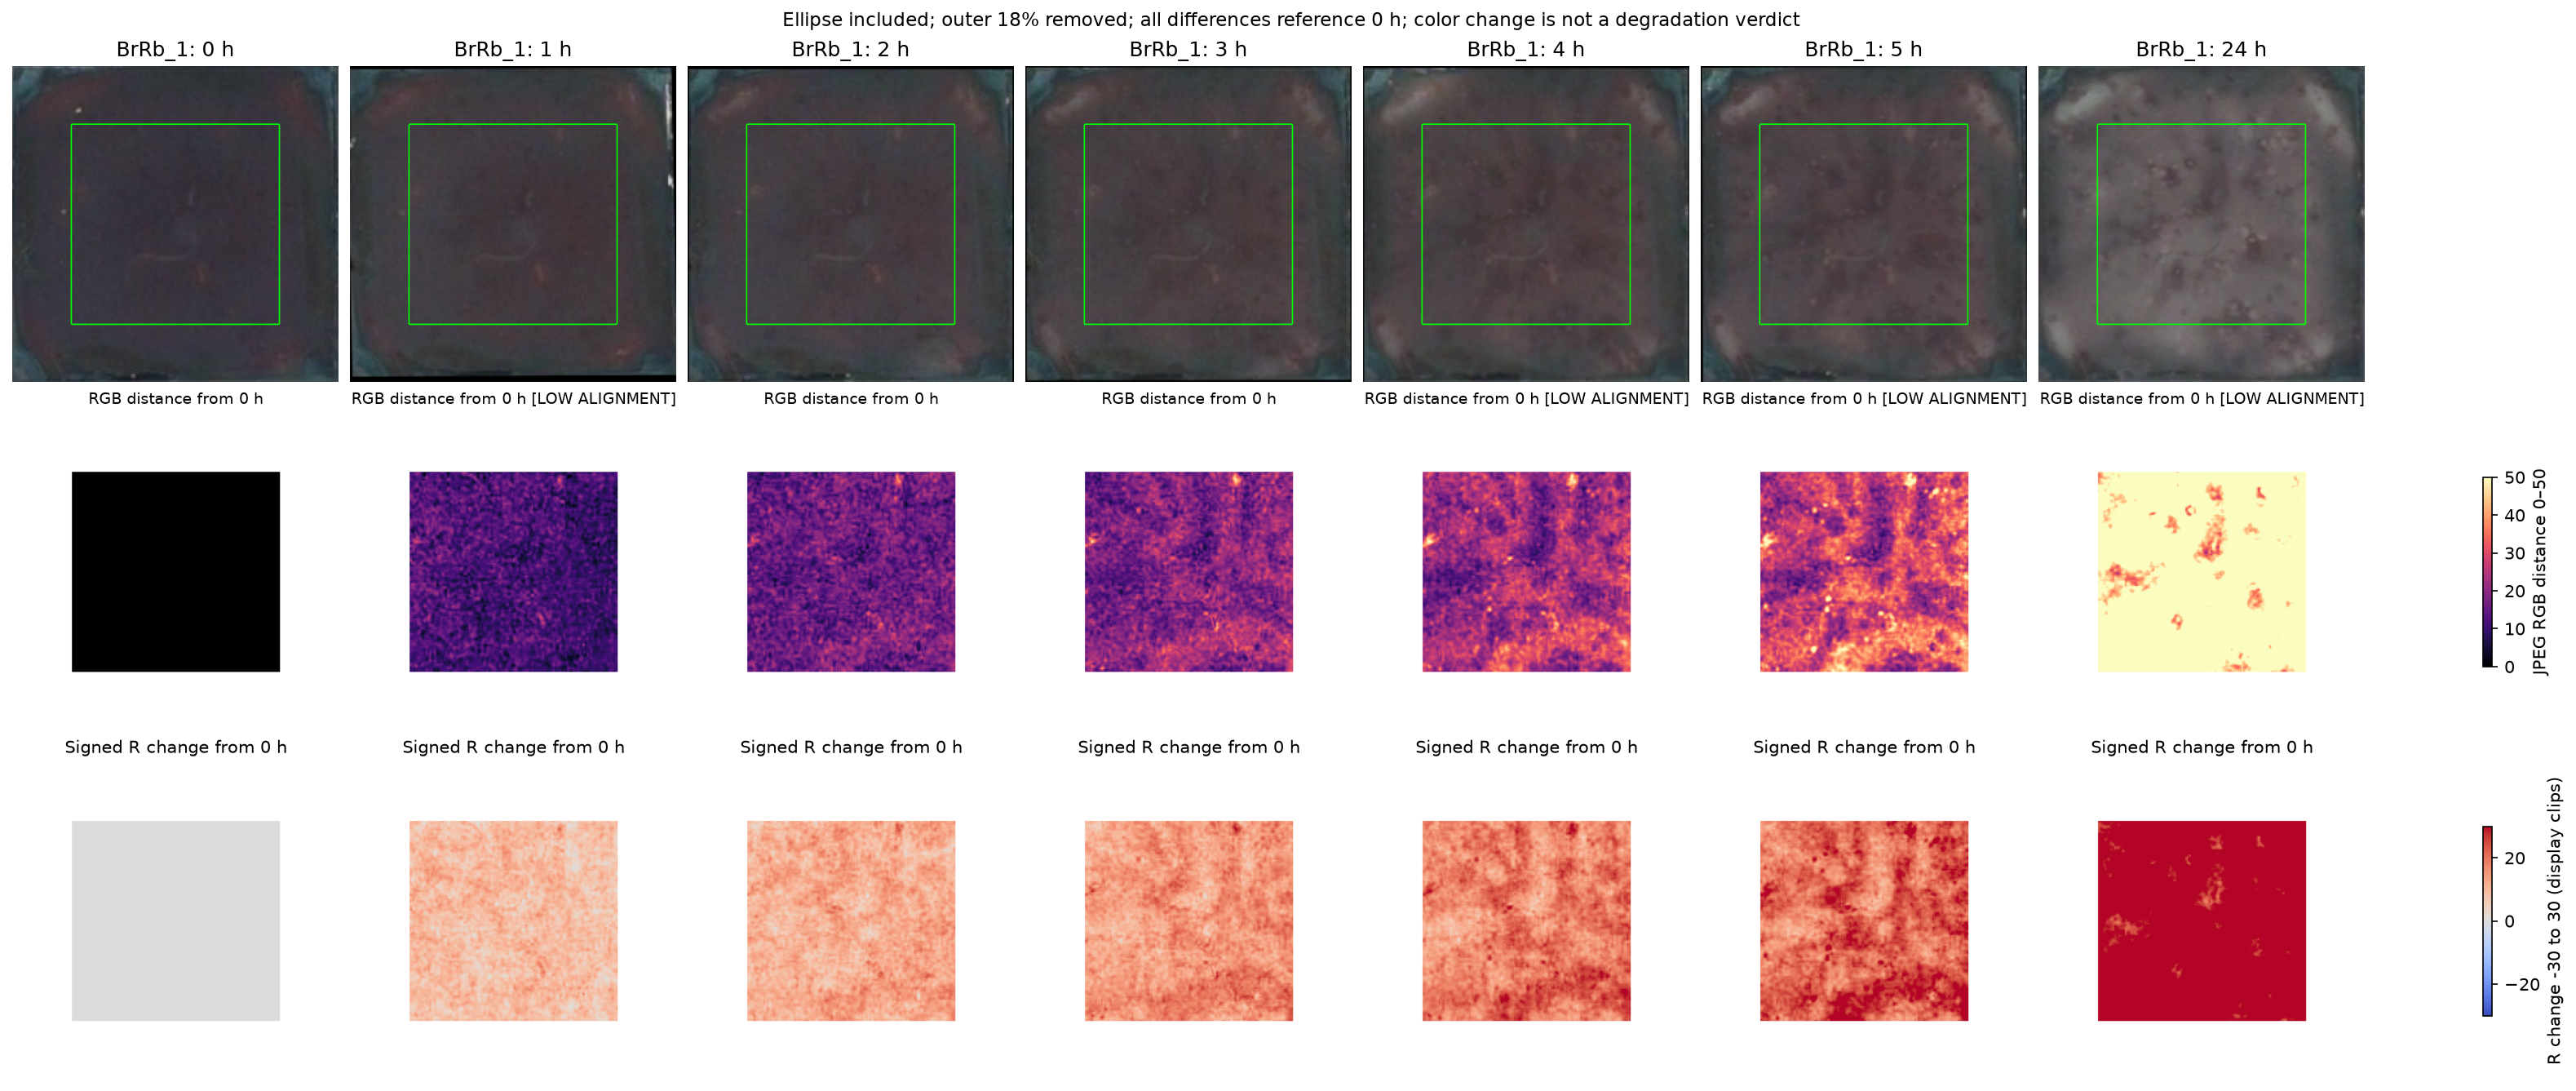 Ellipse included; outer 18% removed; all differences reference 0 h; color change is not a degradation verdict
BrRb_1: 0 h
BrRb_1: 1 h
BrRb_1: 2 h
BrRb_1: 3 h
BrRb_1: 4 h
BrRb_1: 5 h
BrRb_1: 24 h
RGB distance from 0 h
RGB distance from 0 h [LOW ALIGNMENT]
RGB distance from 0 h
RGB distance from 0 h
RGB distance from 0 h [LOW ALIGNMENT]
RGB distance from 0 h [LOW ALIGNMENT]
RGB distance from 0 h [LOW ALIGNMENT]
50
40
30
20
10
0
JPEG RGB distance 0–50
Signed R change from 0 h
Signed R change from 0 h
Signed R change from 0 h
Signed R change from 0 h
Signed R change from 0 h
Signed R change from 0 h
Signed R change from 0 h
20
0
−20
R change -30 to 30 (display clips)